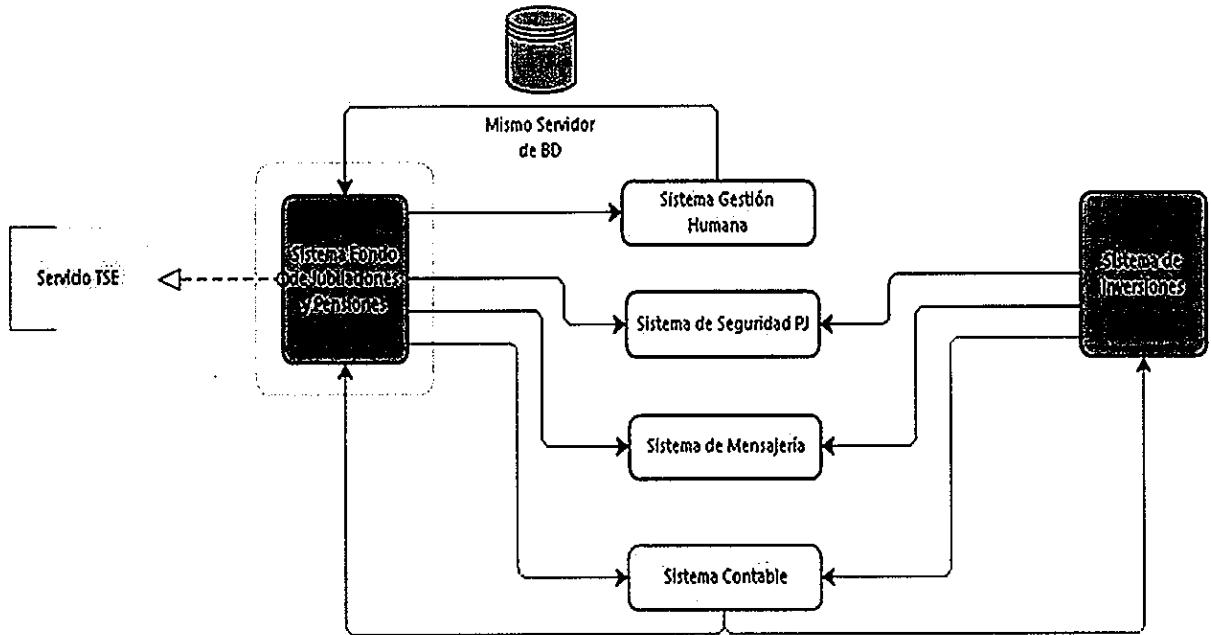 Mismo Servidor
de BD
Sistema Gestión
Humana
Servicio TSE
Sistema Fondo
de Jubilaciones
y Pensiones
Sistema de
Inversiones
Sistema de Seguridad PJ
Sistema de Mensajería
Sistema Contable